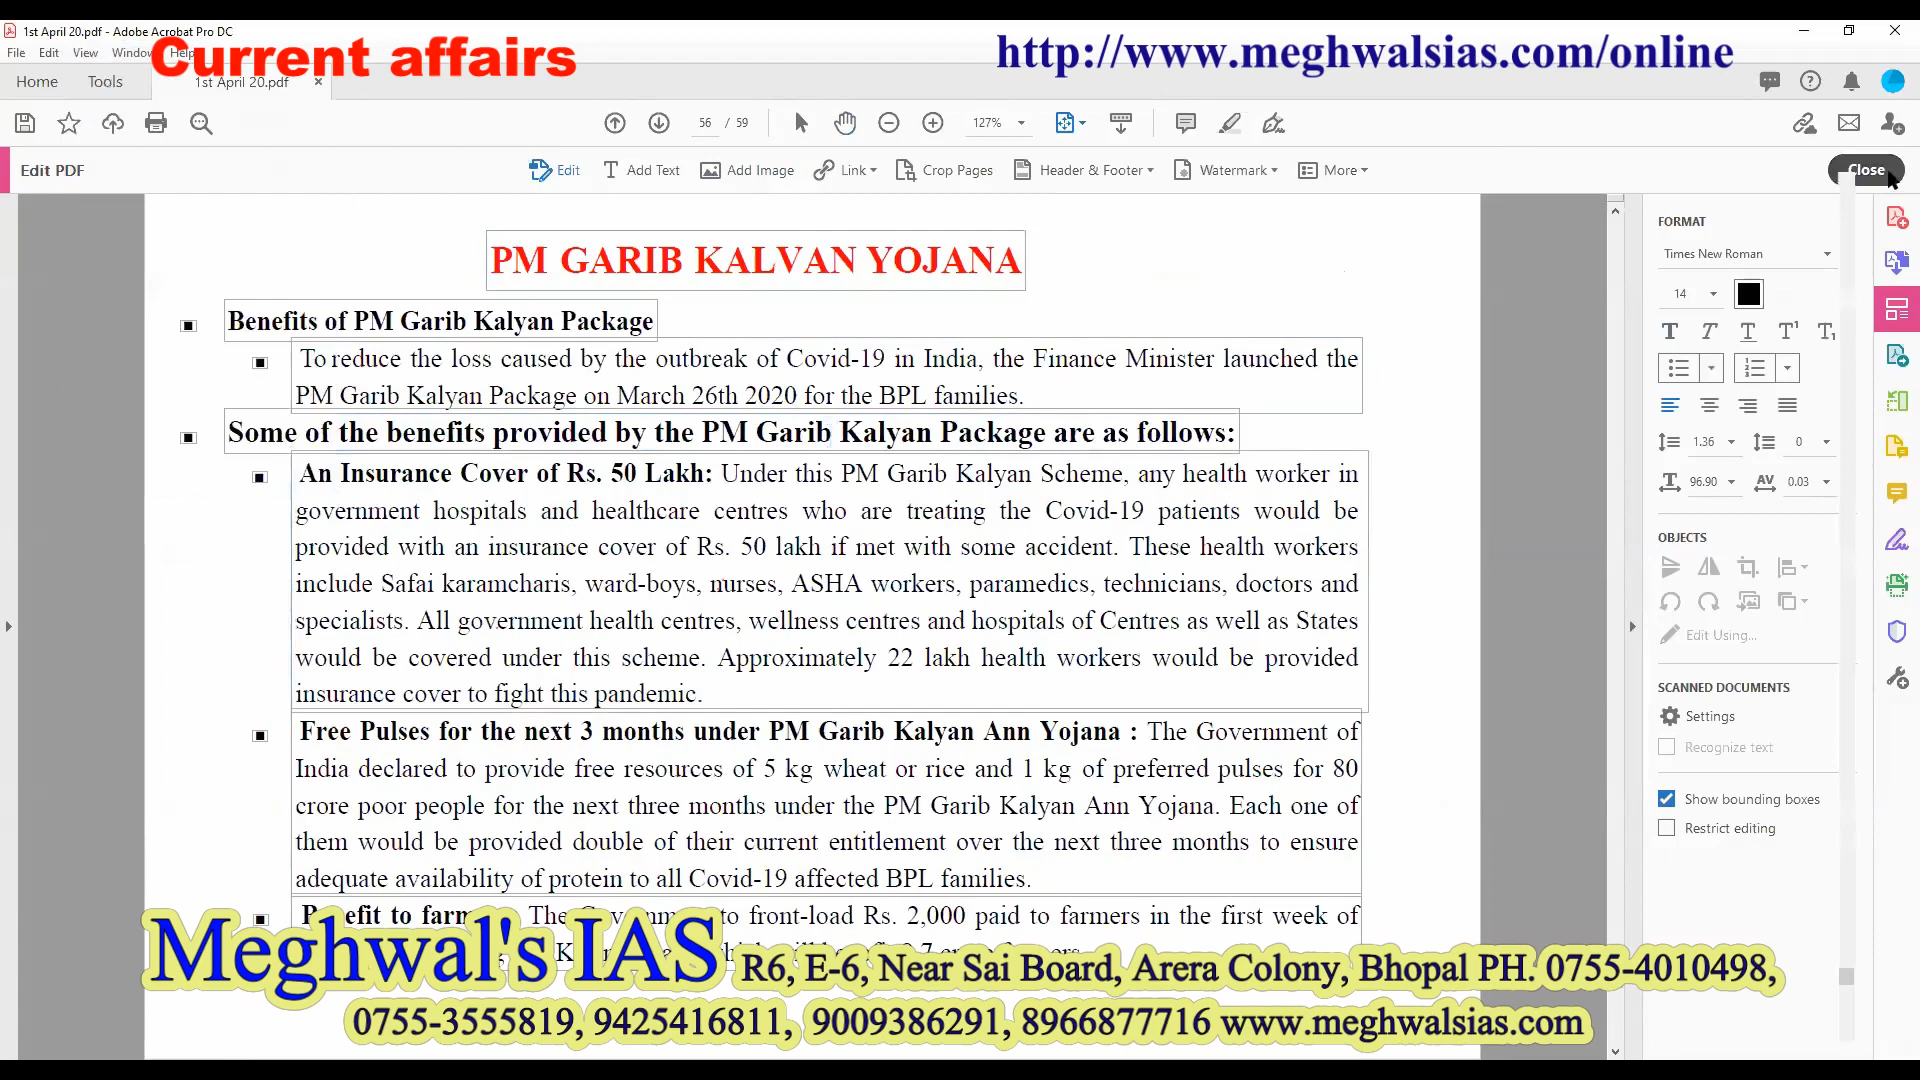 1st April 20.pdf - Adobe Acrobat Pro DC
File Edit View Window Help
Current affairs
http://www.meghwalsias.com/online
Home Tools 1st April 20.pdf ×
56 / 59 127%
Edit PDF Edit Add Text Add Image Link Crop Pages Header & Footer Watermark More Close
PM GARIB KALVAN YOJANA
Benefits of PM Garib Kalyan Package
To reduce the loss caused by the outbreak of Covid-19 in India, the Finance Minister launched the
PM Garib Kalyan Package on March 26th 2020 for the BPL families.
Some of the benefits provided by the PM Garib Kalyan Package are as follows:
An Insurance Cover of Rs. 50 Lakh: Under this PM Garib Kalyan Scheme, any health worker in
government hospitals and healthcare centres who are treating the Covid-19 patients would be
provided with an insurance cover of Rs. 50 lakh if met with some accident. These health workers
include Safai karamcharis, ward-boys, nurses, ASHA workers, paramedics, technicians, doctors and
specialists. All government health centres, wellness centres and hospitals of Centres as well as States
would be covered under this scheme. Approximately 22 lakh health workers would be provided
insurance cover to fight this pandemic.
Free Pulses for the next 3 months under PM Garib Kalyan Ann Yojana : The Government of
India declared to provide free resources of 5 kg wheat or rice and 1 kg of preferred pulses for 80
crore poor people for the next three months under the PM Garib Kalyan Ann Yojana. Each one of
them would be provided double of their current entitlement over the next three months to ensure
adequate availability of protein to all Covid-19 affected BPL families.
to front-load Rs. 2,000 paid to farmers in the first week of
Meghwal's IAS R6, E-6, Near Sai Board, Arera Colony, Bhopal PH. 0755-4010498,
0755-3555819, 9425416811, 9009386291, 8966877716 www.meghwalsias.com
FORMAT
Times New Roman
14
1.36 0
96.90 AV 0.03
OBJECTS
Edit Using...
SCANNED DOCUMENTS
Settings
Recognize text
Show bounding boxes
Restrict editing